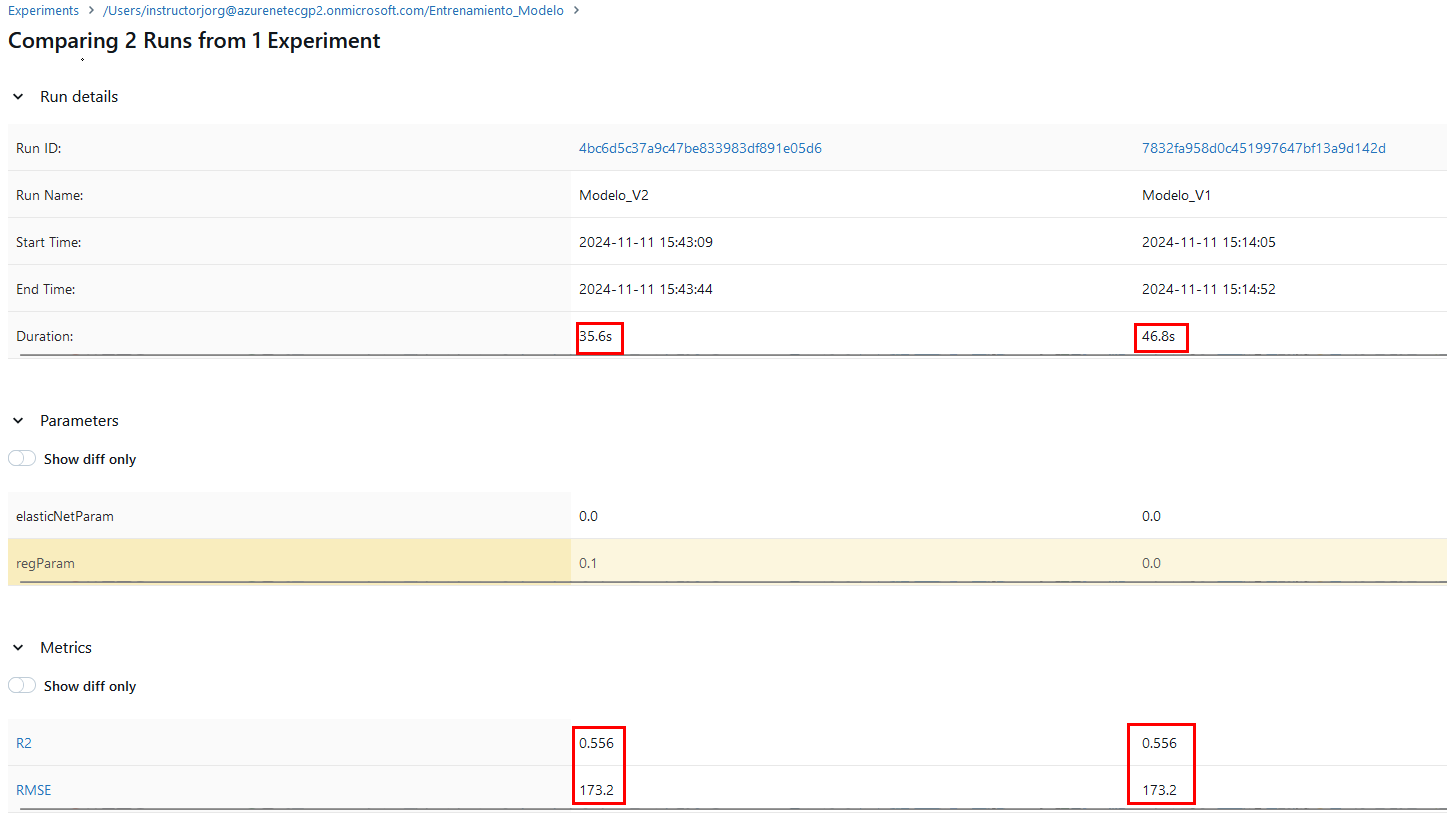 Experiments > /Users/instructorjorg@azurenetecgp2.onmicrosoft.com/Entrenamiento_Modelo >
Comparing 2 Runs from 1 Experiment
Run details
Run ID: 4bc6d5c37a9c47be833983df891e05d6 7832fa958d0c451997647bf13a9d142d
Run Name: Modelo_V2 Modelo_V1
Start Time: 2024-11-11 15:43:09 2024-11-11 15:14:05
End Time: 2024-11-11 15:43:44 2024-11-11 15:14:52
Duration: 35.6s 46.8s
Parameters
Show diff only
elasticNetParam 0.0 0.0
regParam 0.1 0.0
Metrics
Show diff only
R2 0.556 0.556
RMSE 173.2 173.2